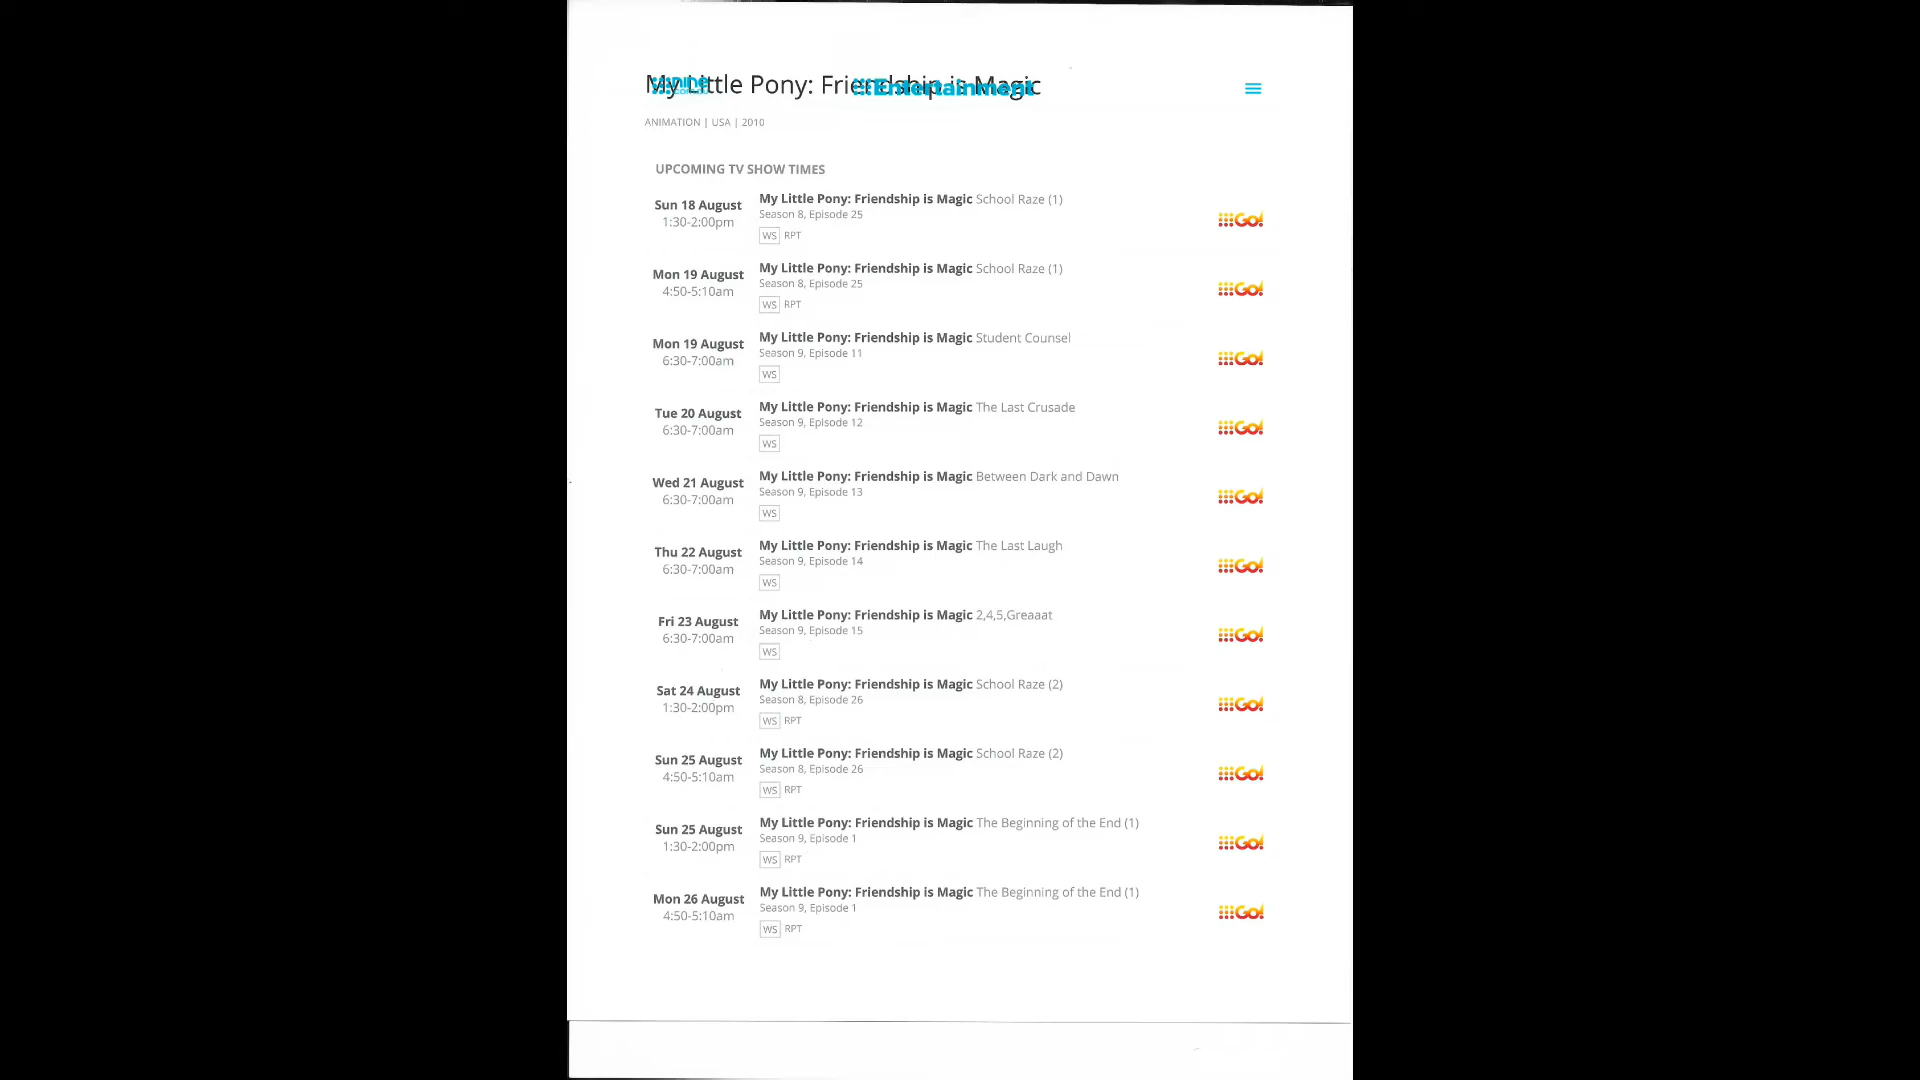 My Little Pony: Friendship is Magic
nine
Entertainment
ANIMATION | USA | 2010
UPCOMING TV SHOW TIMES
Sun 18 August
1:30-2:00pm
My Little Pony: Friendship is Magic School Raze (1)
Season 8, Episode 25
WS RPT
Go!
Mon 19 August
4:50-5:10am
My Little Pony: Friendship is Magic School Raze (1)
Season 8, Episode 25
WS RPT
Go!
Mon 19 August
6:30-7:00am
My Little Pony: Friendship is Magic Student Counsel
Season 9, Episode 11
WS
Go!
Tue 20 August
6:30-7:00am
My Little Pony: Friendship is Magic The Last Crusade
Season 9, Episode 12
WS
Go!
Wed 21 August
6:30-7:00am
My Little Pony: Friendship is Magic Between Dark and Dawn
Season 9, Episode 13
WS
Go!
Thu 22 August
6:30-7:00am
My Little Pony: Friendship is Magic The Last Laugh
Season 9, Episode 14
WS
Go!
Fri 23 August
6:30-7:00am
My Little Pony: Friendship is Magic 2,4,5,Greaaat
Season 9, Episode 15
WS
Go!
Sat 24 August
1:30-2:00pm
My Little Pony: Friendship is Magic School Raze (2)
Season 8, Episode 26
WS RPT
Go!
Sun 25 August
4:50-5:10am
My Little Pony: Friendship is Magic School Raze (2)
Season 8, Episode 26
WS RPT
Go!
Sun 25 August
1:30-2:00pm
My Little Pony: Friendship is Magic The Beginning of the End (1)
Season 9, Episode 1
WS RPT
Go!
Mon 26 August
4:50-5:10am
My Little Pony: Friendship is Magic The Beginning of the End (1)
Season 9, Episode 1
WS RPT
Go!